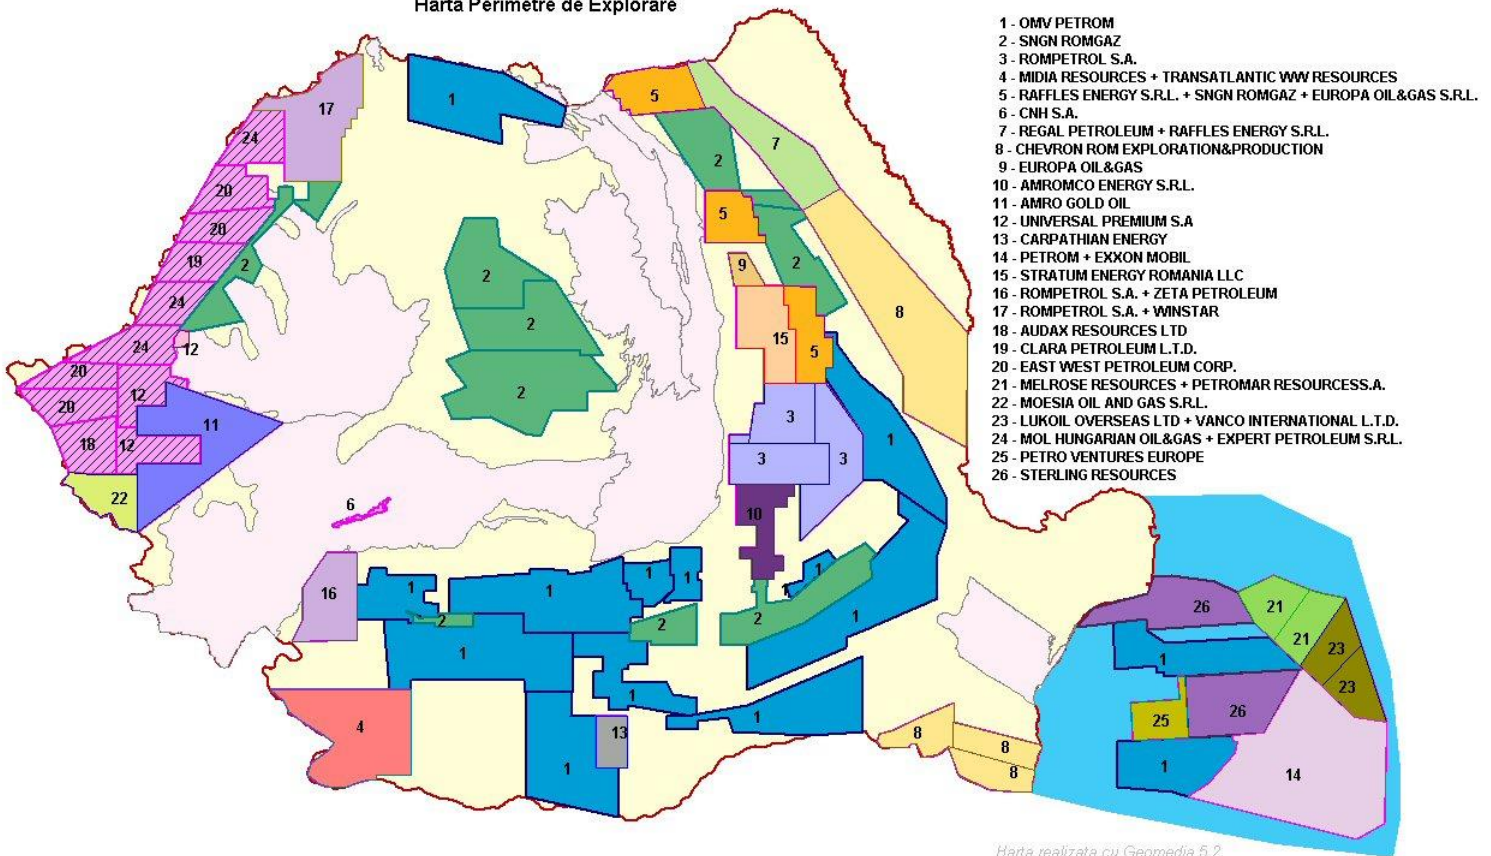 Harta Perimetre de Explorare
1 - OMV PETROM
2 - SNGN ROMGAZ
3 - ROMPETROL S.A.
4 - MIDIA RESOURCES + TRANSATLANTIC WW RESOURCES
5 - RAFFLES ENERGY S.R.L. + SNGN ROMGAZ + EUROPA OIL&GAS S.R.L.
6 - CNH S.A.
7 - REGAL PETROLEUM + RAFFLES ENERGY S.R.L.
8 - CHEVRON ROM EXPLORATION&PRODUCTION
9 - EUROPA OIL&GAS
10 - AMROMCO ENERGY S.R.L.
11 - AMRO GOLD OIL
12 - UNIVERSAL PREMIUM S.A
13 - CARPATHIAN ENERGY
14 - PETROM + EXXON MOBIL
15 - STRATUM ENERGY ROMANIA LLC
16 - ROMPETROL S.A. + ZETA PETROLEUM
17 - ROMPETROL S.A. + WINSTAR
18 - AUDAX RESOURCES LTD
19 - CLARA PETROLEUM L.T.D.
20 - EAST WEST PETROLEUM CORP.
21 - MELROSE RESOURCES + PETROMAR RESOURCESS.A.
22 - MOESIA OIL AND GAS S.R.L.
23 - LUKOIL OVERSEAS LTD + VANCO INTERNATIONAL L.T.D.
24 - MOL HUNGARIAN OIL&GAS + EXPERT PETROLEUM S.R.L.
25 - PETRO VENTURES EUROPE
26 - STERLING RESOURCES
17
1
5
24
7
2
20
5
20
19
2
9
2
2
24
8
2
15
5
24
12
20
12
2
20
3
11
18
12
3
3
1
22
6
10
1
1
1
1
1
1
16
2
2
2
1
1
26
21
21
23
1
23
1
1
4
13
8
8
8
1
25
26
1
14
Harta realizata cu Geomedia 5.2